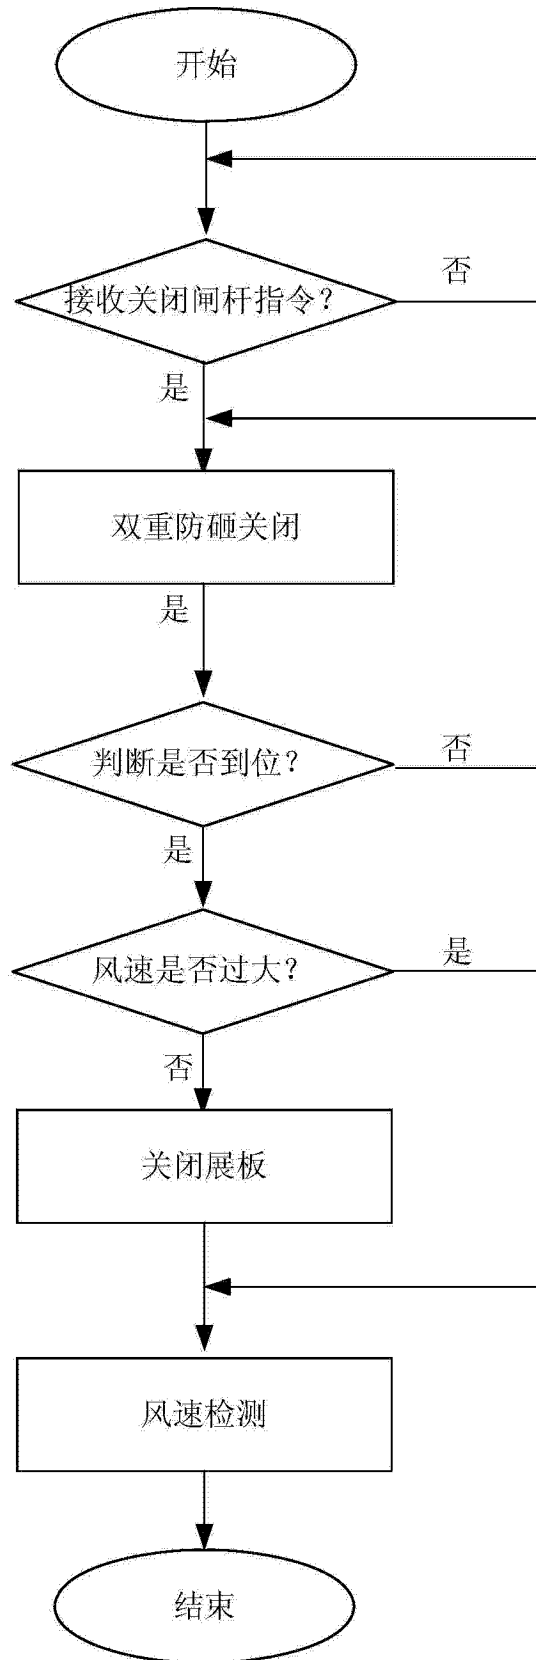 开始
接收关闭闸杆指令?
否
是
双重防砸关闭
是
判断是否到位?
否
是
风速是否过大?
是
否
关闭展板
风速检测
结束